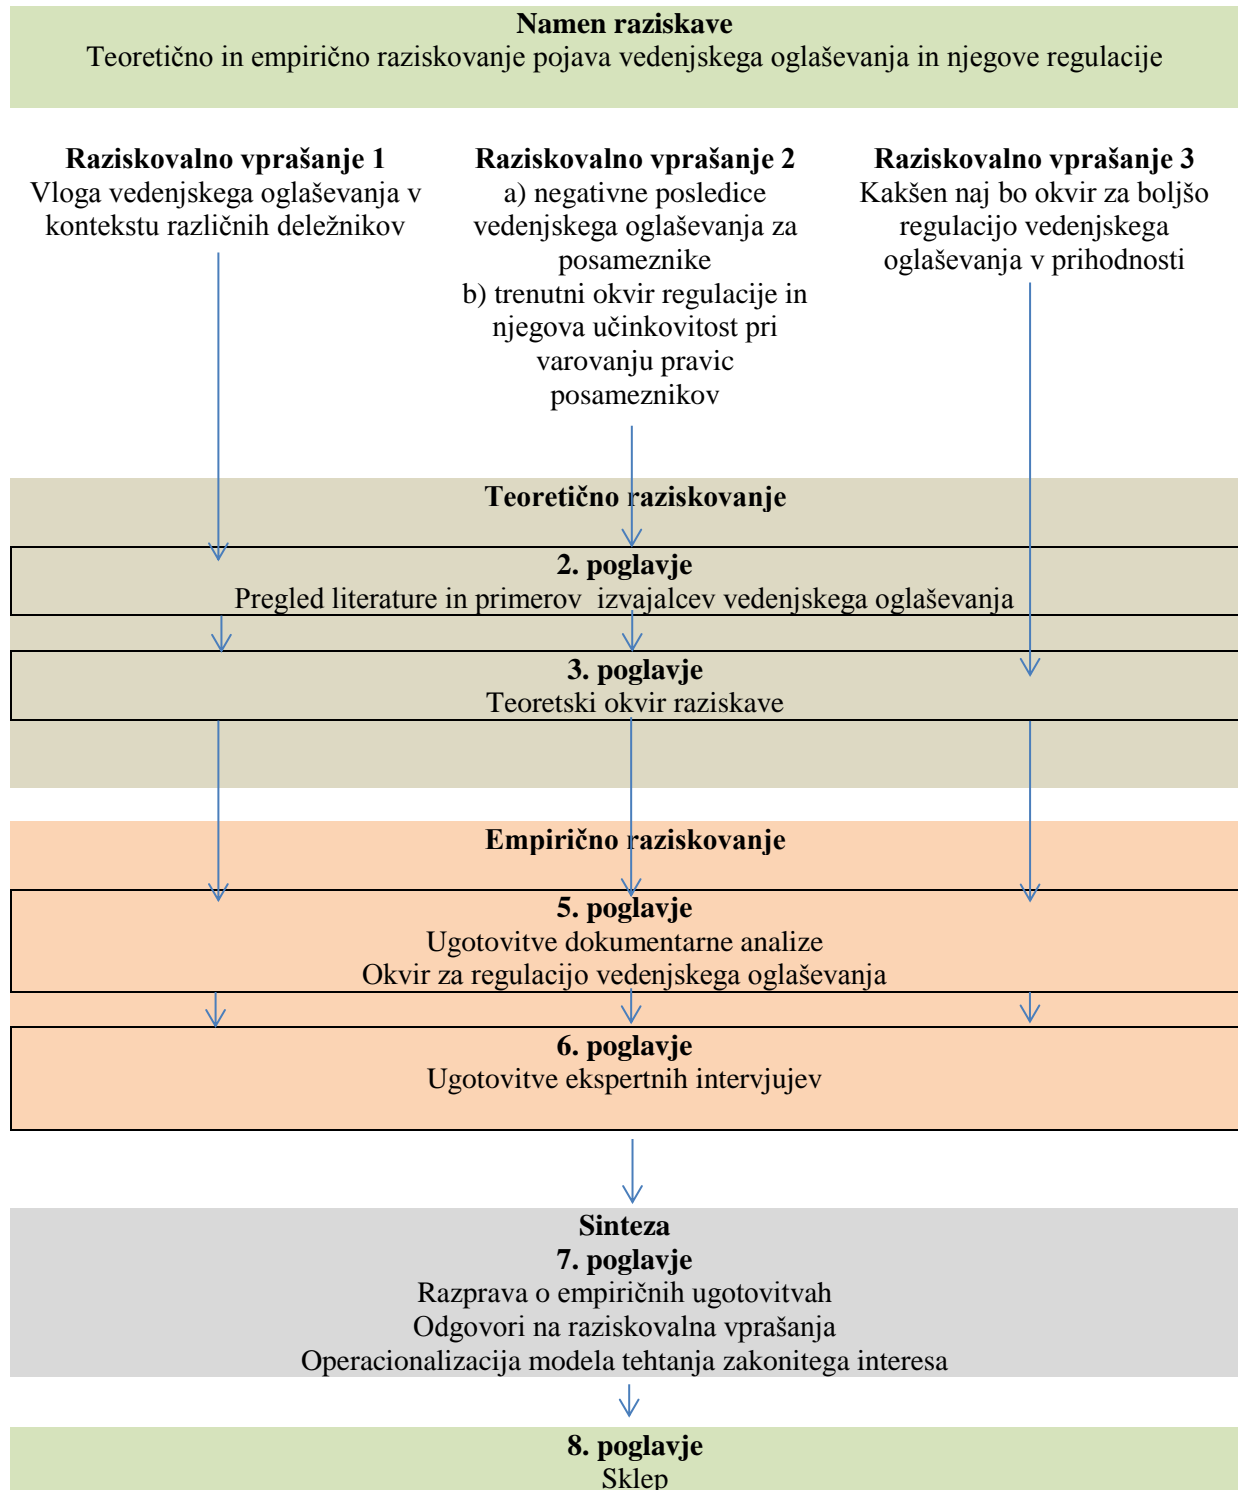 Namen raziskave
Teoretično in empirično raziskovanje pojava vedenjskega oglaševanja in njegove regulacije
Raziskovalno vprašanje 1
Vloga vedenjskega oglaševanja v
kontekstu različnih deležnikov
Raziskovalno vprašanje 2
a) negativne posledice
vedenjskega oglaševanja za
posameznike
b) trenutni okvir regulacije in
njegova učinkovitost pri
varovanju pravic
posameznikov
Raziskovalno vprašanje 3
Kakšen naj bo okvir za boljšo
regulacijo vedenjskega
oglaševanja v prihodnosti
Teoretično raziskovanje
2. poglavje
Pregled literature in primerov izvajalcev vedenjskega oglaševanja
3. poglavje
Teoretski okvir raziskave
Empirično raziskovanje
5. poglavje
Ugotovitve dokumentarne analize
Okvir za regulacijo vedenjskega oglaševanja
6. poglavje
Ugotovitve ekspertnih intervjujev
Sinteza
7. poglavje
Razprava o empiričnih ugotovitvah
Odgovori na raziskovalna vprašanja
Operacionalizacija modela tehtanja zakonitega interesa
8. poglavje
Sklep